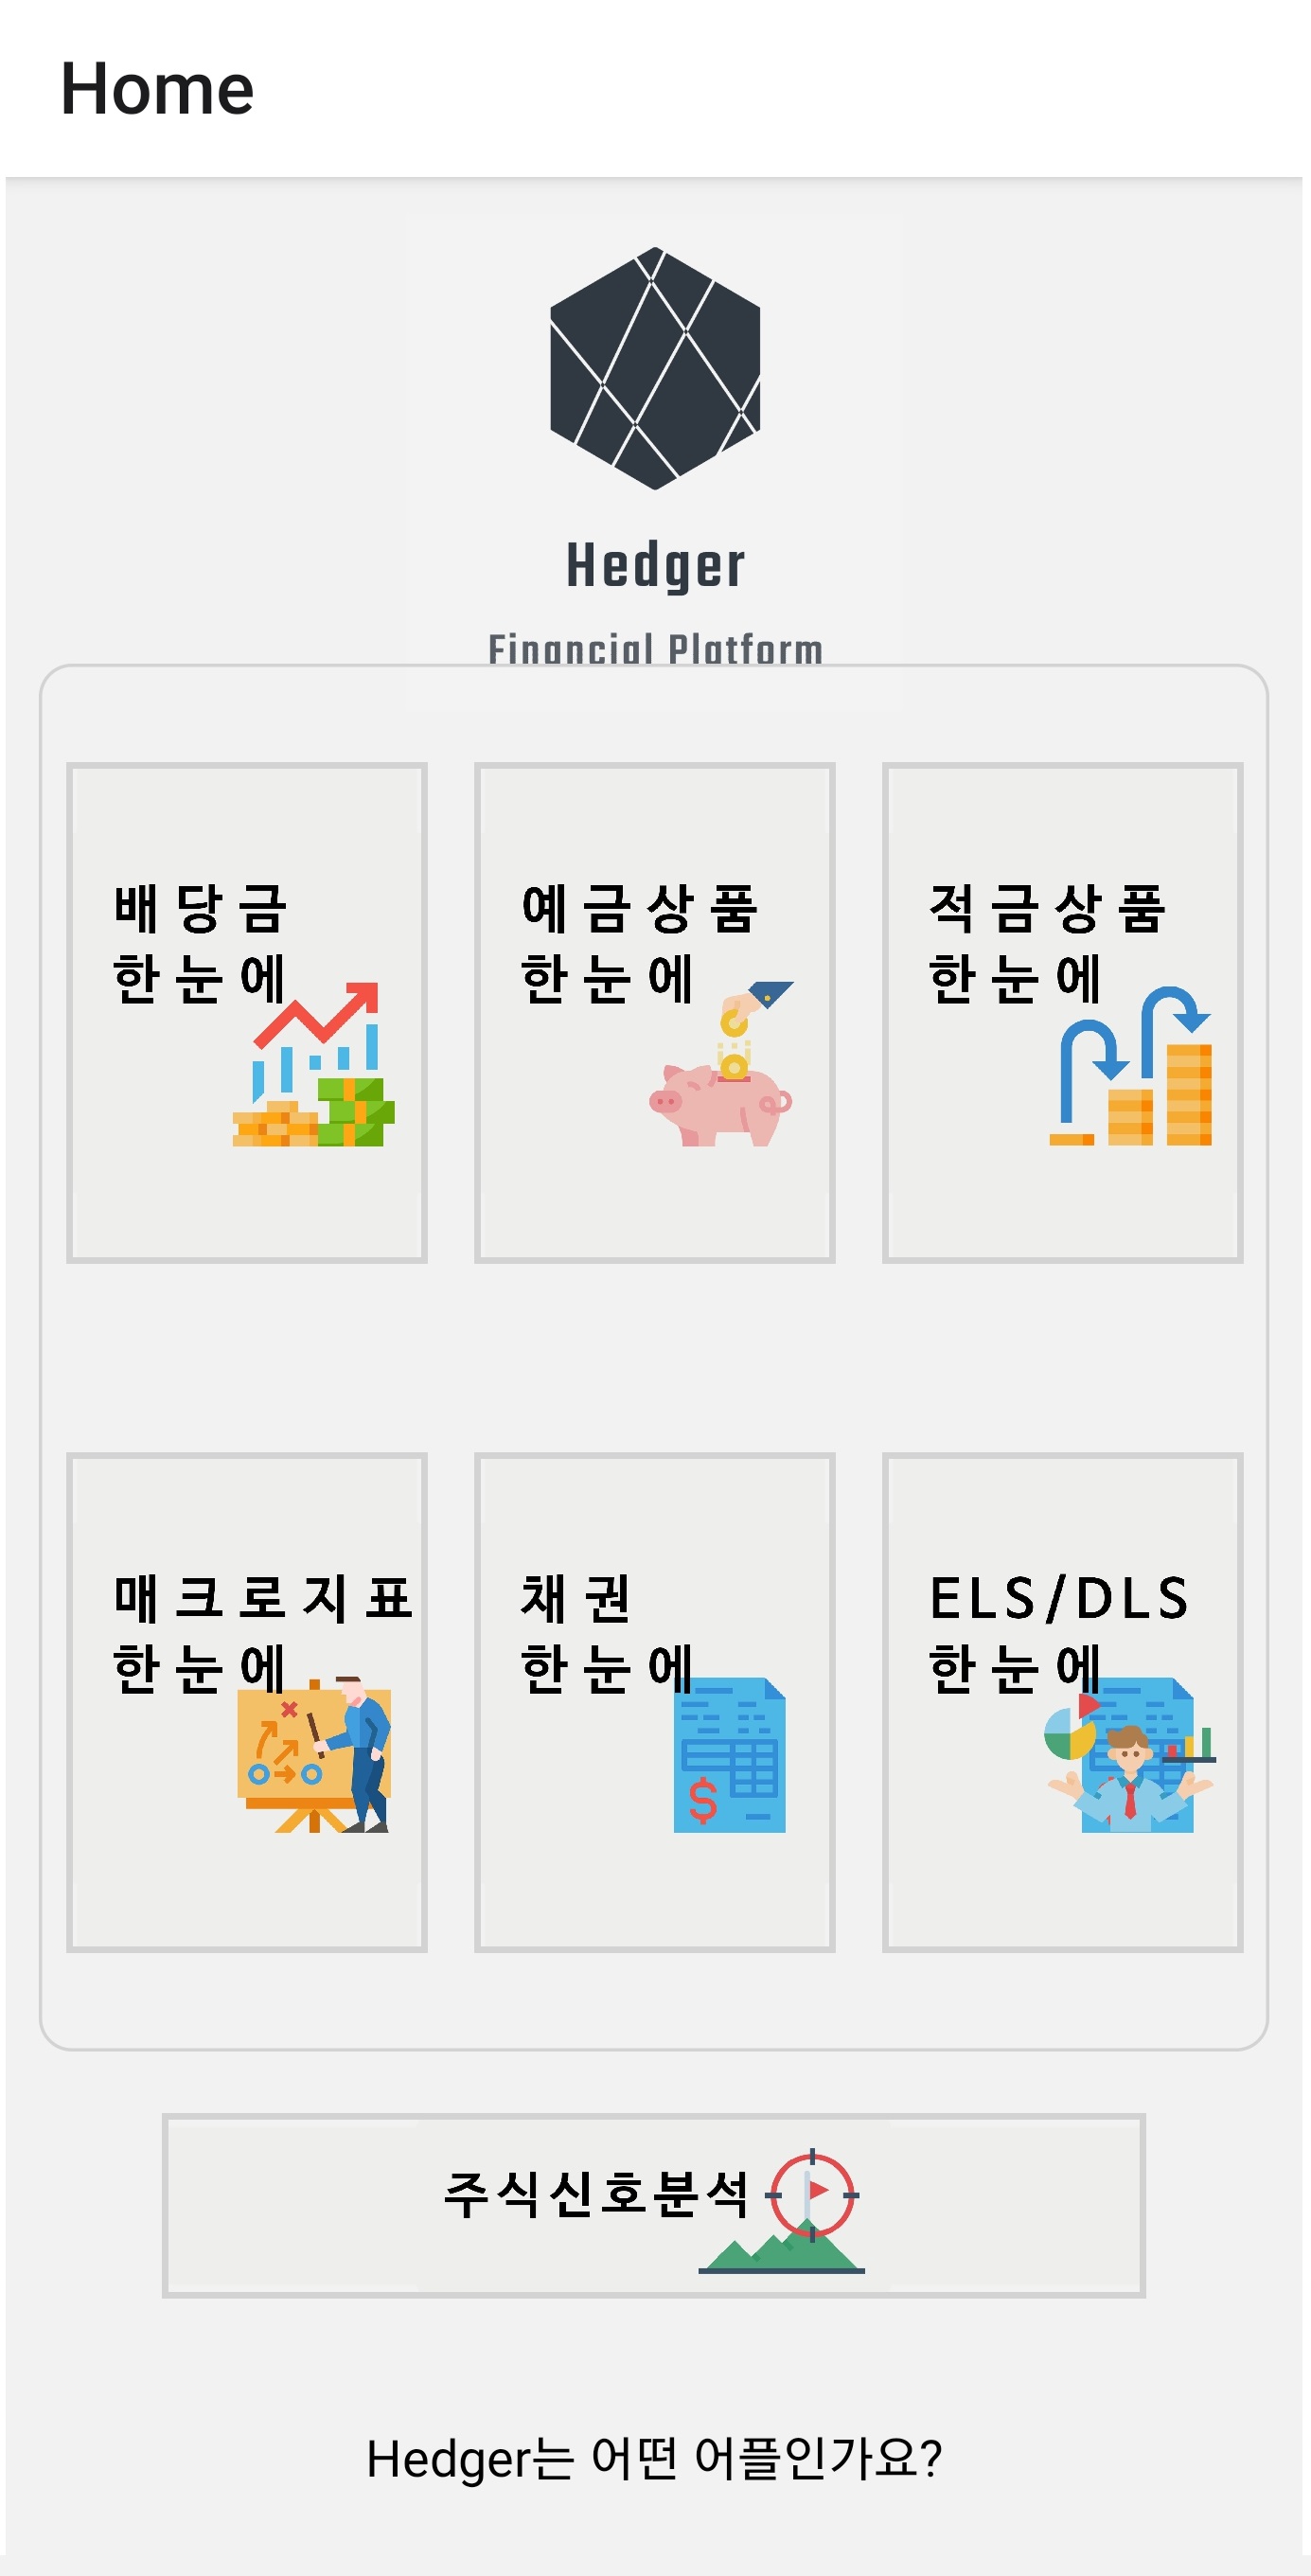 Home
Hedger
Financial Platform
배당금
한눈에
예금상품
한눈에
적금상품
한눈에
매크로지표
한눈에
채권
한눈에
ELS/DLS
한눈에
주식신호분석
Hedger는 어떤 어플인가요?